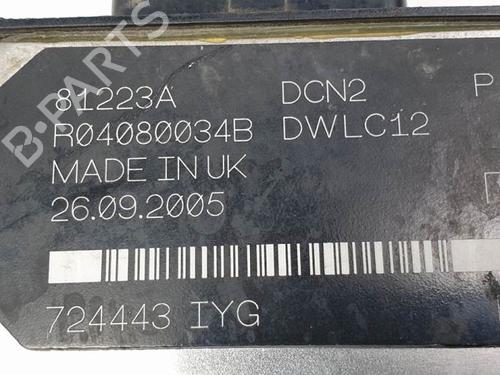 81223A DCN2 P
R04080034B DWLC12
MADE IN UK
26.09.2005
724443 IYG
B-PARTS